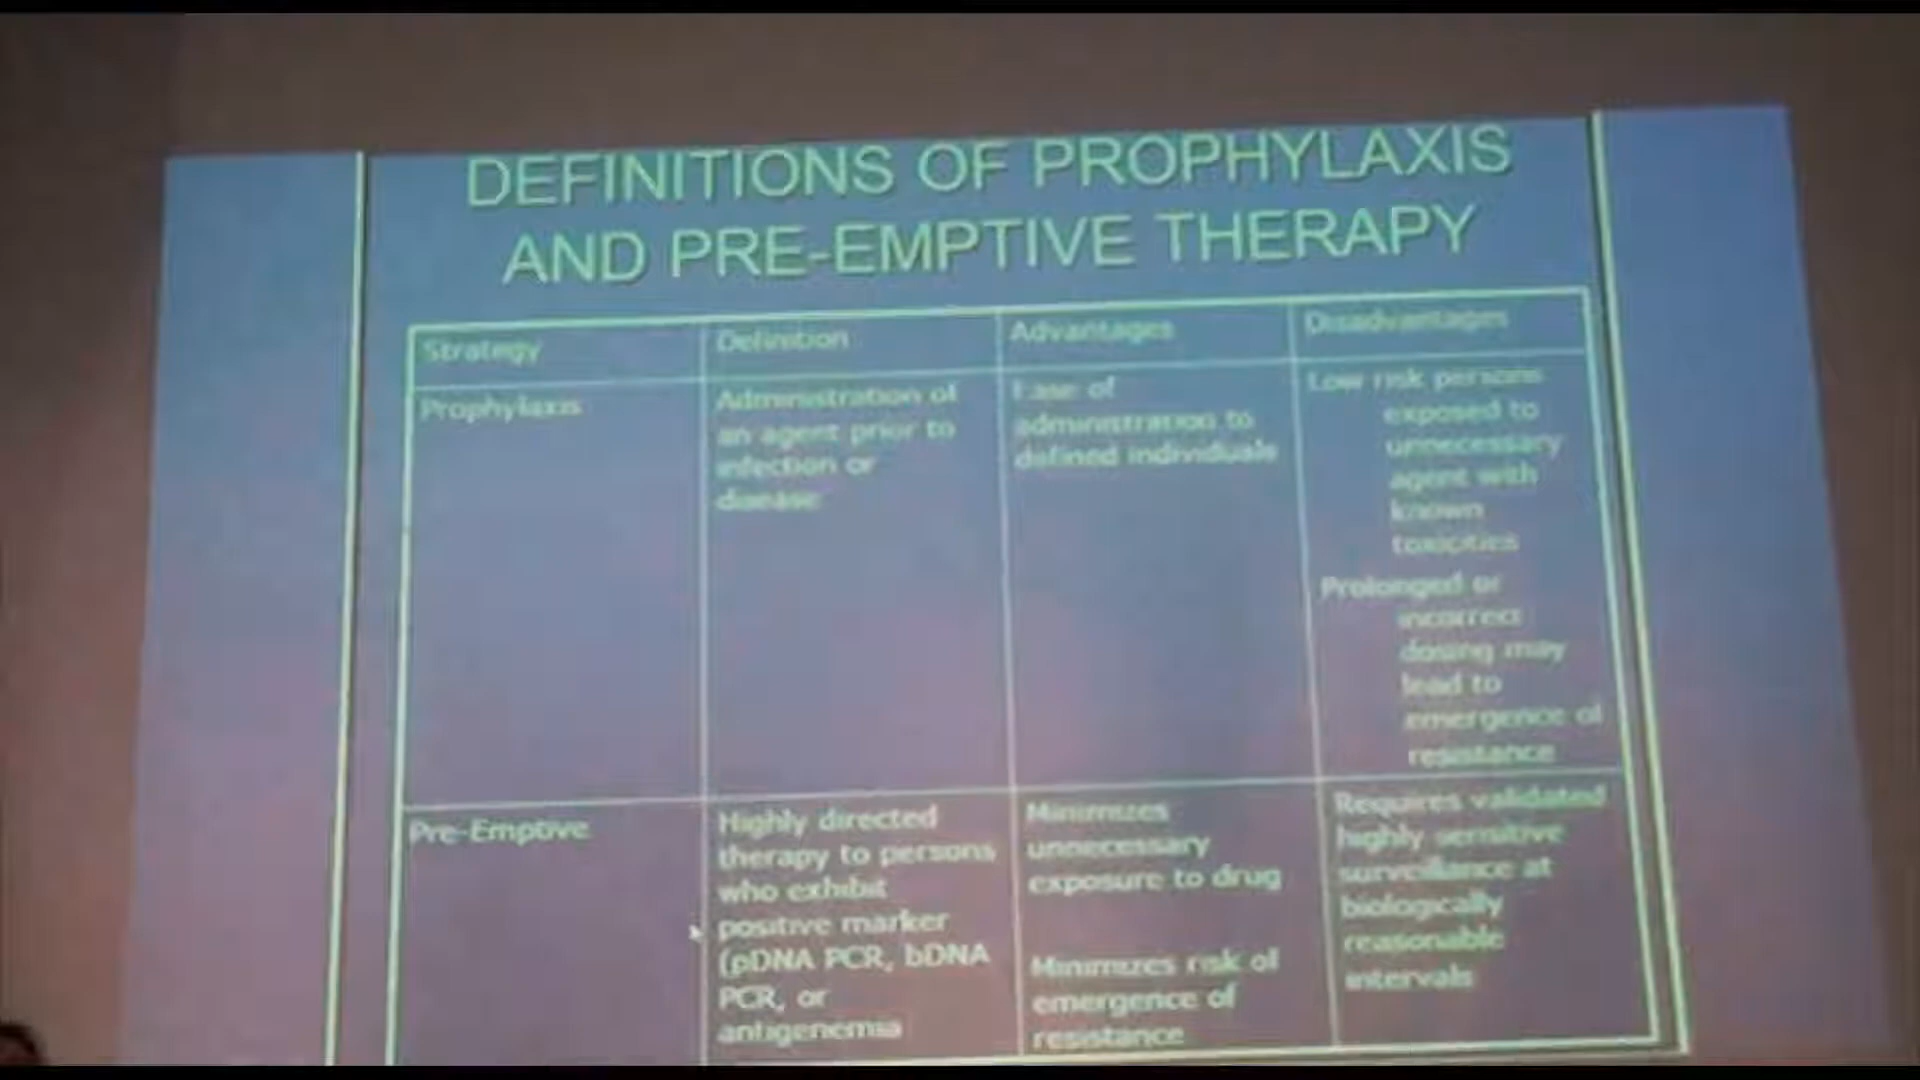 DEFINITIONS OF PROPHYLAXIS
AND PRE-EMPTIVE THERAPY
Strategy
Definition
Advantages
Disadvantages
Prophylaxis
Administration of
an agent prior to
infection or
disease
Ease of
administration to
defined individuals
Low risk persons
exposed to
unnecessary
agent with
known
toxicities
Prolonged or
incorrect
dosing may
lead to
emergence of
resistance
Pre-Emptive
Highly directed
therapy to persons
who exhibit
positive marker
(pDNA PCR, bDNA
PCR, or
antigenemia
Minimizes
unnecessary
exposure to drug
Minimizes risk of
emergence of
resistance
Requires validated
highly sensitive
surveillance at
biologically
reasonable
intervals